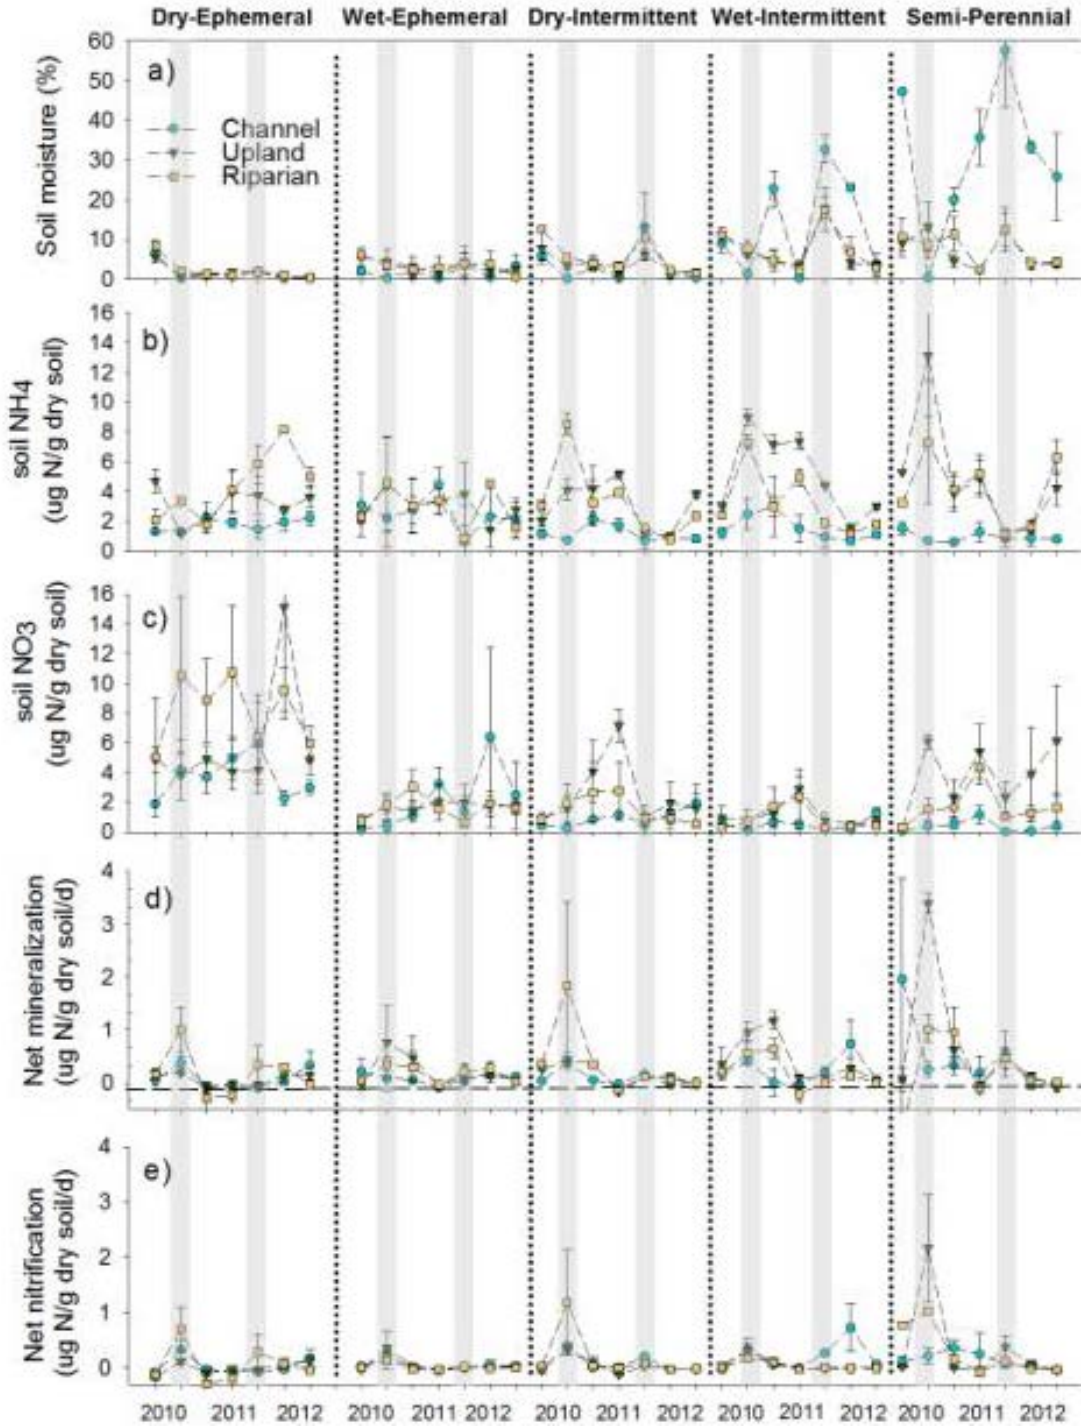 Dry-Ephemeral Wet-Ephemeral Dry-Intermittent Wet-Intermittent Semi-Perennial
Soil moisture (%)
60
50
40
30
20
10
0
a)
Channel
Upland
Riparian
soil NH4
(ug N/g dry soil)
16
14
12
10
8
6
4
2
0
b)
soil NO3
(ug N/g dry soil)
16
14
12
10
8
6
4
2
0
c)
Net mineralization
(ug N/g dry soil/d)
4
3
2
1
0
d)
Net nitrification
(ug N/g dry soil/d)
4
3
2
1
0
e)
2010 2011 2012 2010 2011 2012 2010 2011 2012 2010 2011 2012 2010 2011 2012